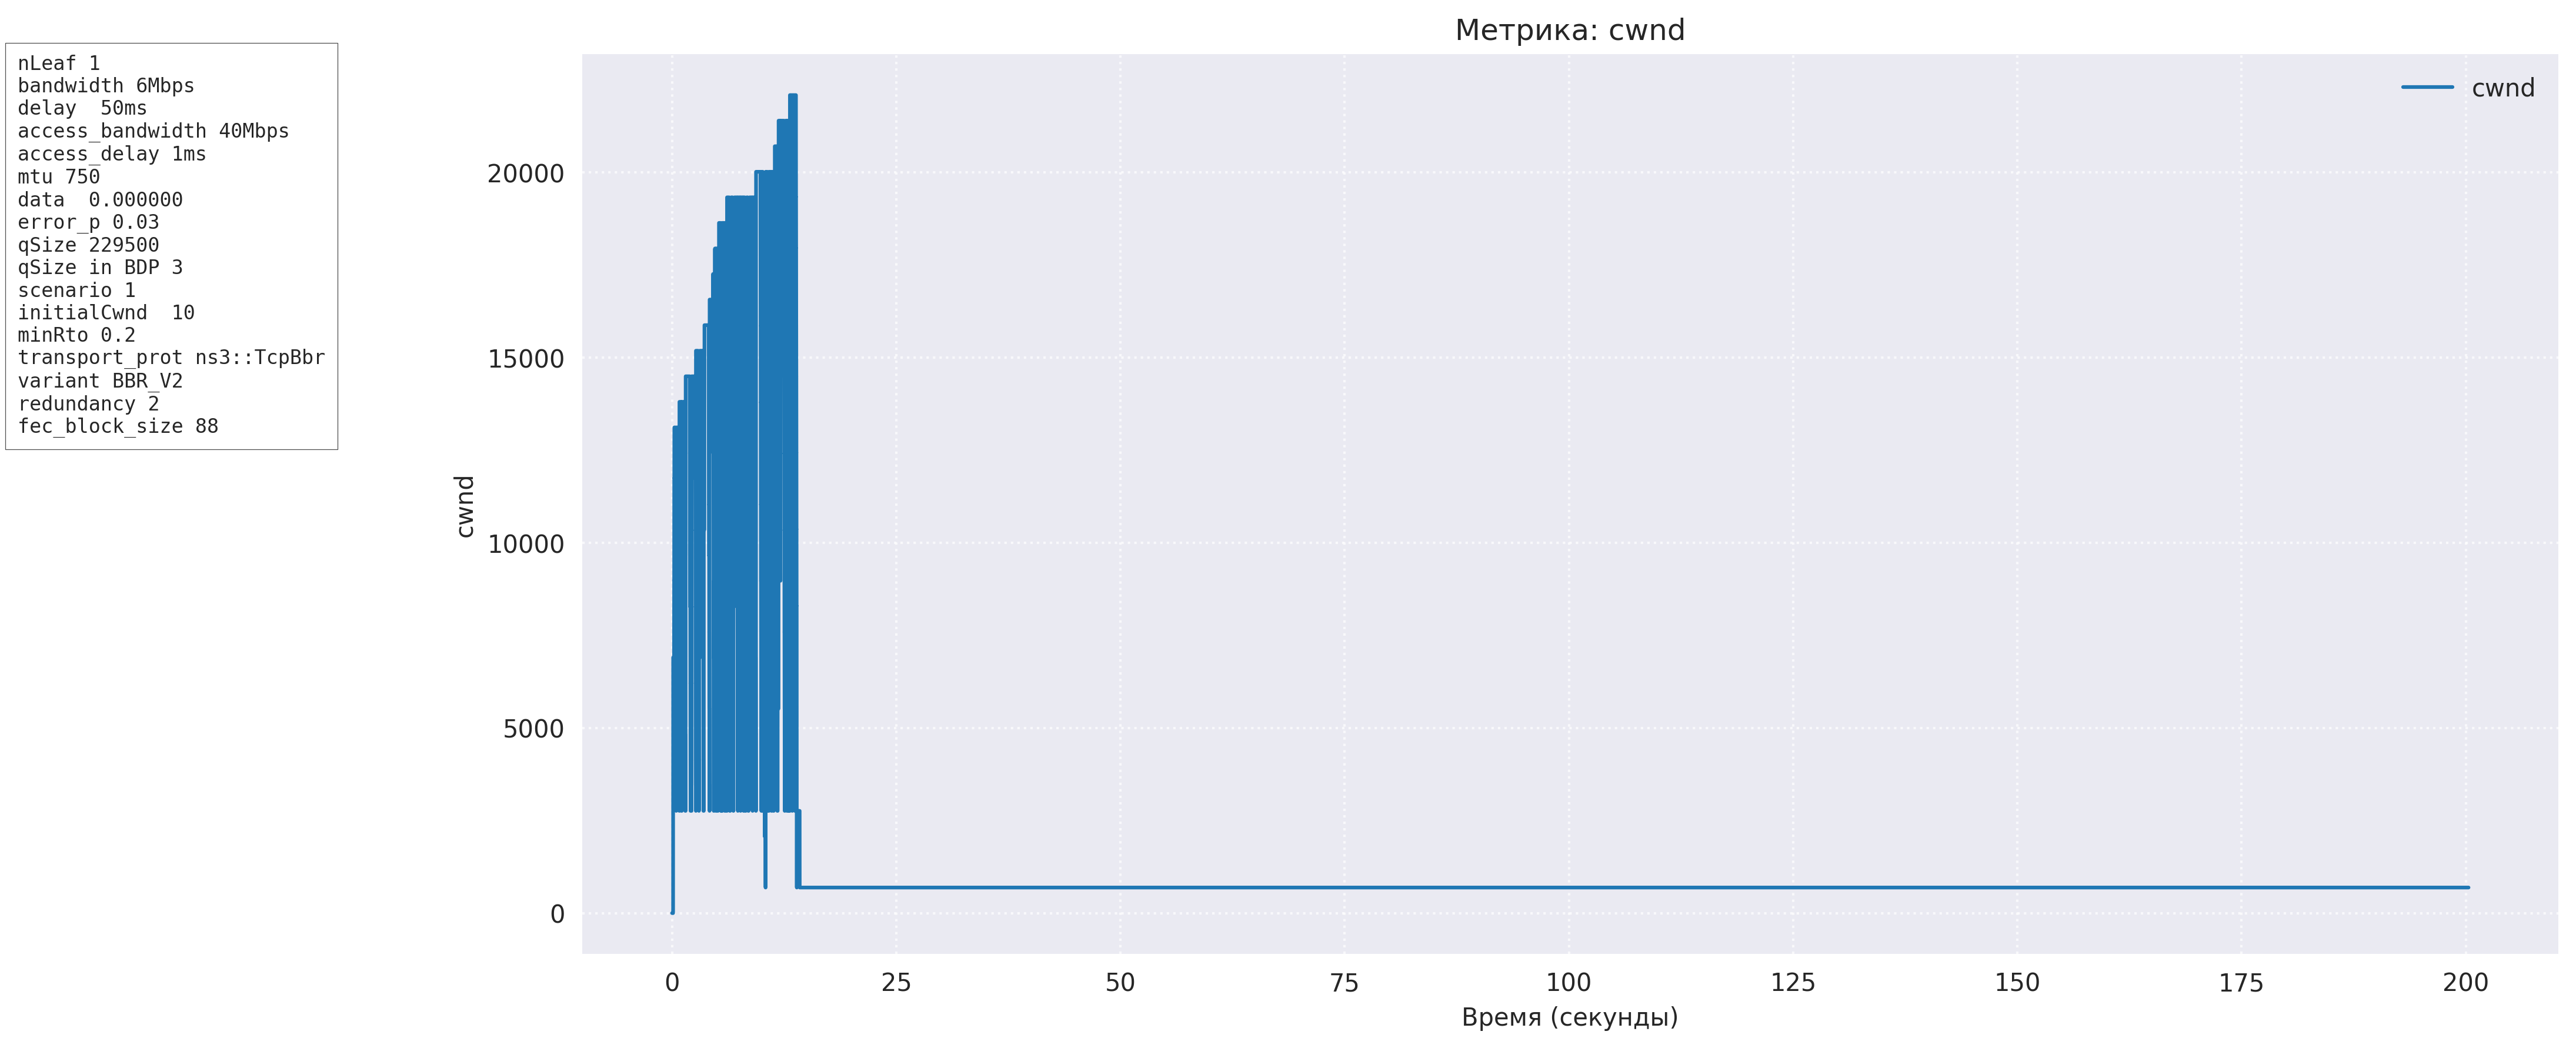 Метрика: cwnd
nLeaf 1
bandwidth 6Mbps
delay  50ms
access_bandwidth 40Mbps
access_delay 1ms
mtu 750
data  0.000000
error_p 0.03
qSize 229500
qSize in BDP 3
scenario 1
initialCwnd  10
minRto 0.2
transport_prot ns3::TcpBbr
variant BBR_V2
redundancy 2
fec_block_size 88
cwnd
cwnd
20000
15000
10000
5000
0
0 25 50 75 100 125 150 175 200
Время (секунды)